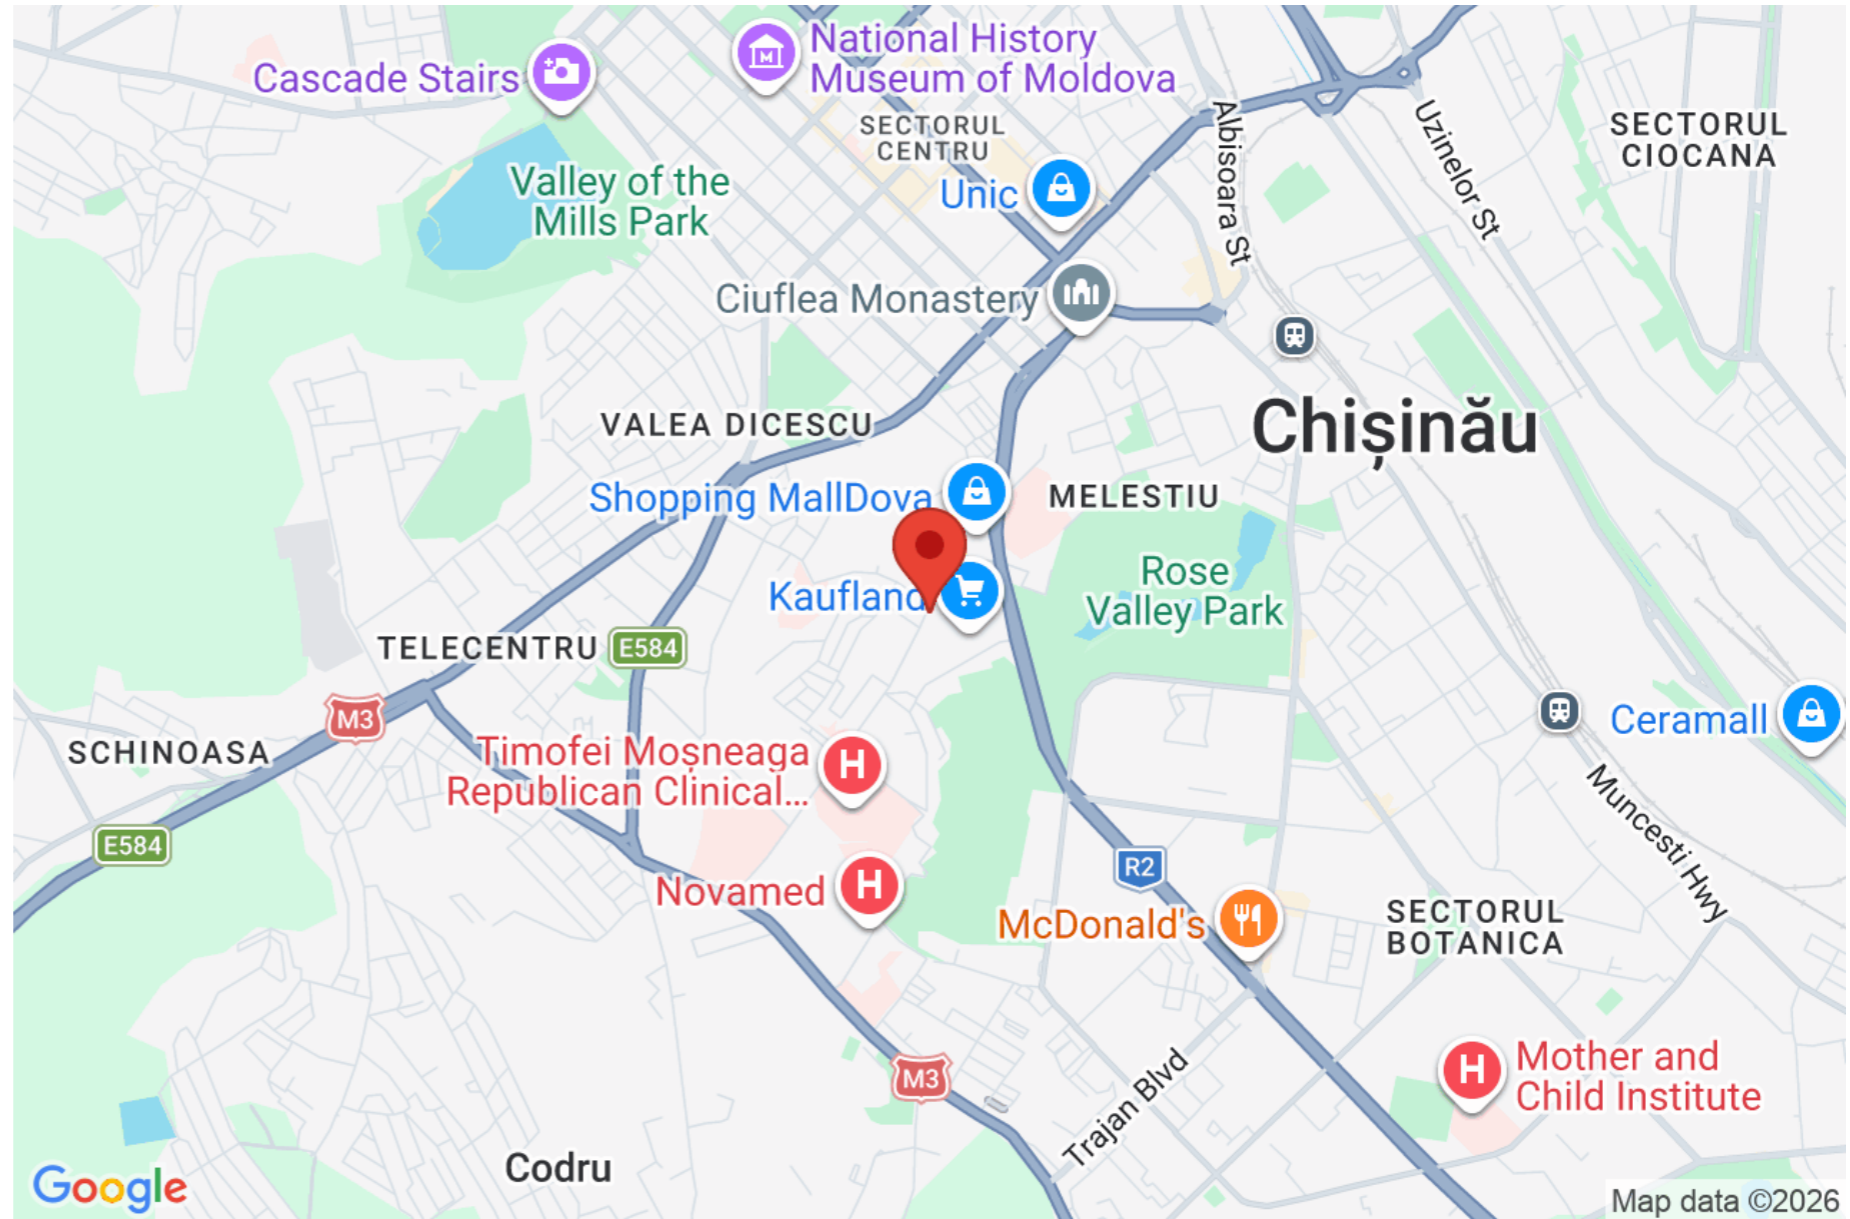 National History
Museum of Moldova
Cascade Stairs
SECTORUL
CENTRU
Albisoara St
Uzinelor St
SECTORUL
CIOCANA
Valley of the
Mills Park
Unic
Ciuflea Monastery
Chișinău
VALEA DICESCU
Shopping MallDova
MELESTIU
Kaufland
Rose
Valley Park
TELECENTRU
E584
M3
SCHINOASA
Ceramall
Timofei Moșneaga
Republican Clinical...
E584
Muncesti Hwy
R2
Novamed
McDonald's
SECTORUL
BOTANICA
M3
Trajan Blvd
Mother and
Child Institute
Codru
Google
Map data ©2026